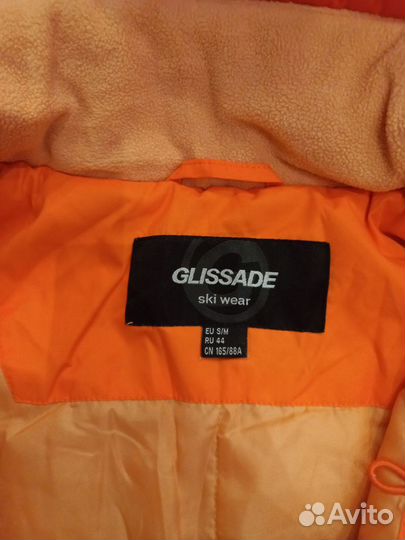 GLISSADE
ski wear
EU S/M
RU 44
CN 165/88A
Avito